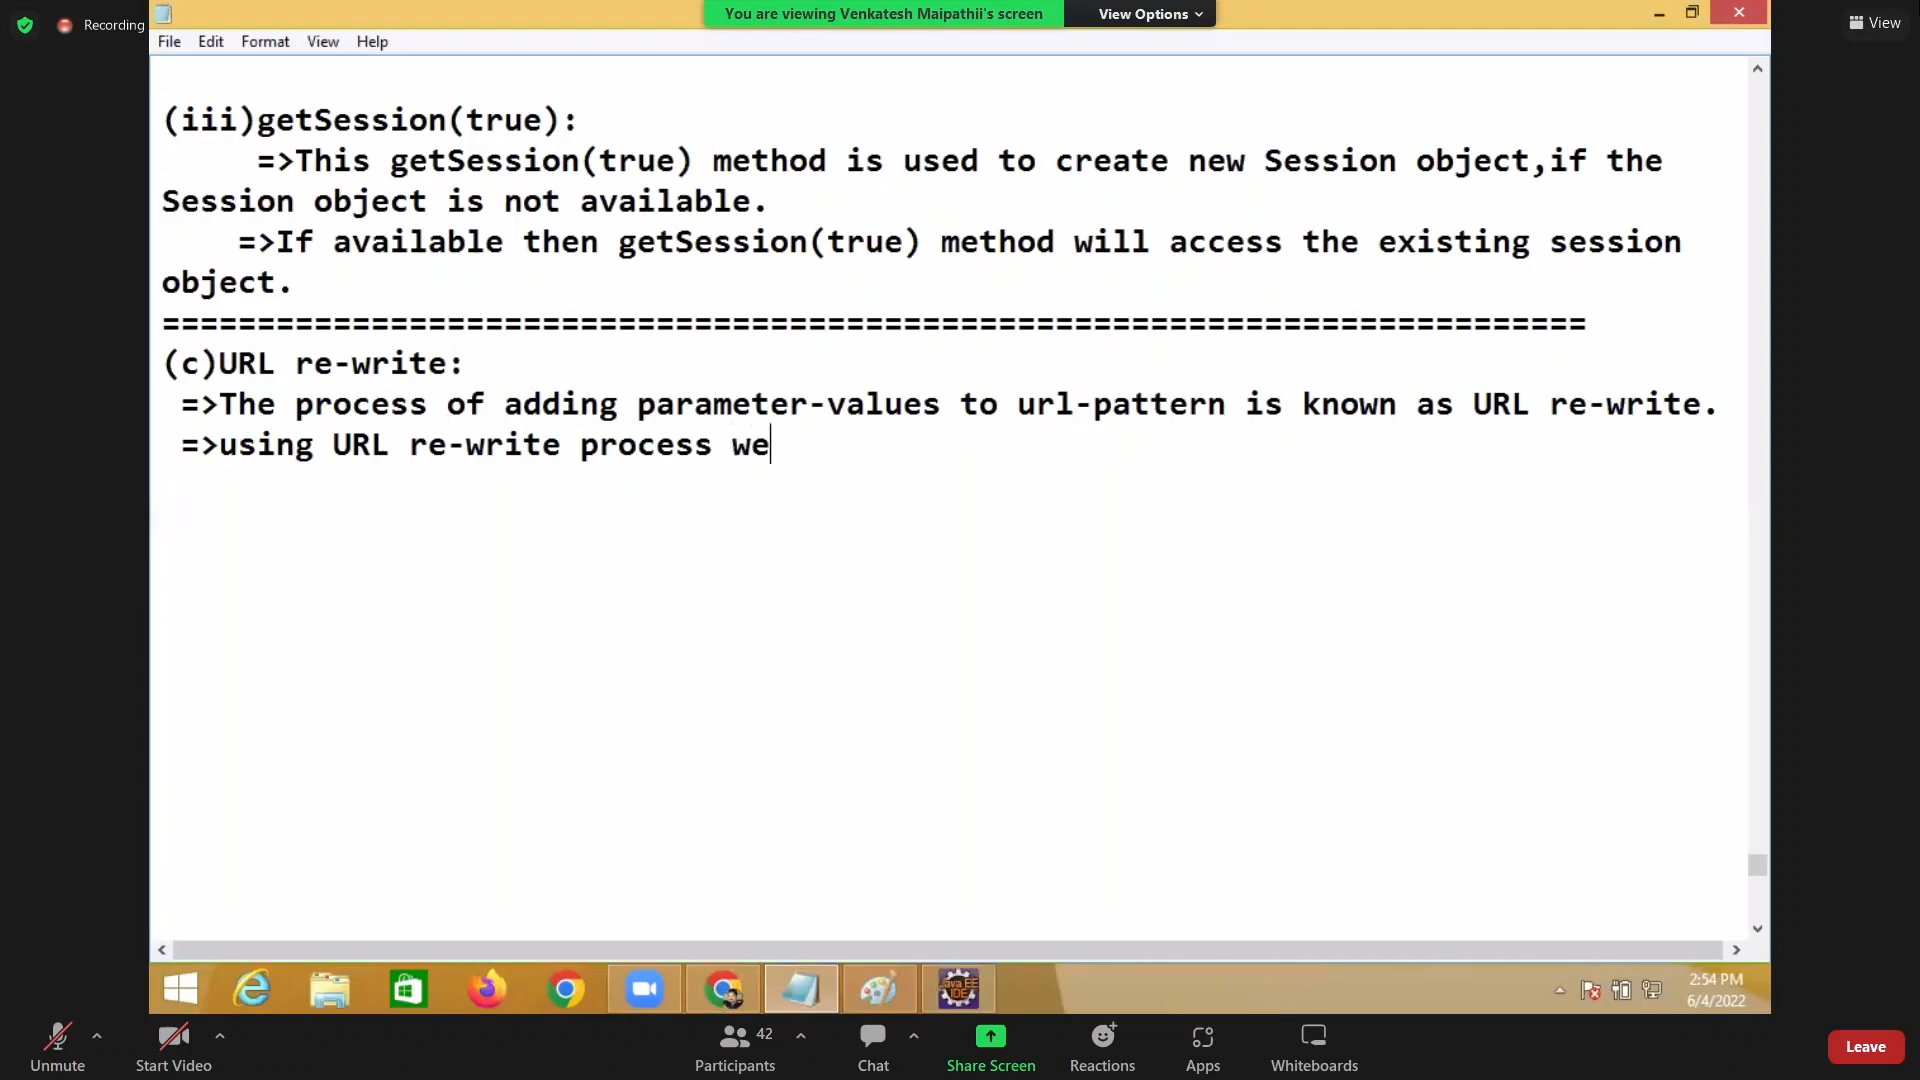 Recording
You are viewing Venkatesh Maipathii's screen
View Options
View
File Edit Format View Help
(iii)getSession(true):
=>This getSession(true) method is used to create new Session object,if the
Session object is not available.
=>If available then getSession(true) method will access the existing session
object.
===========================================================================
(c)URL re-write:
=>The process of adding parameter-values to url-pattern is known as URL re-write.
=>using URL re-write process we
Java EE
IDE
2:54 PM
6/4/2022
Unmute
Start Video
42
Participants
Chat
Share Screen
Reactions
Apps
Whiteboards
Leave